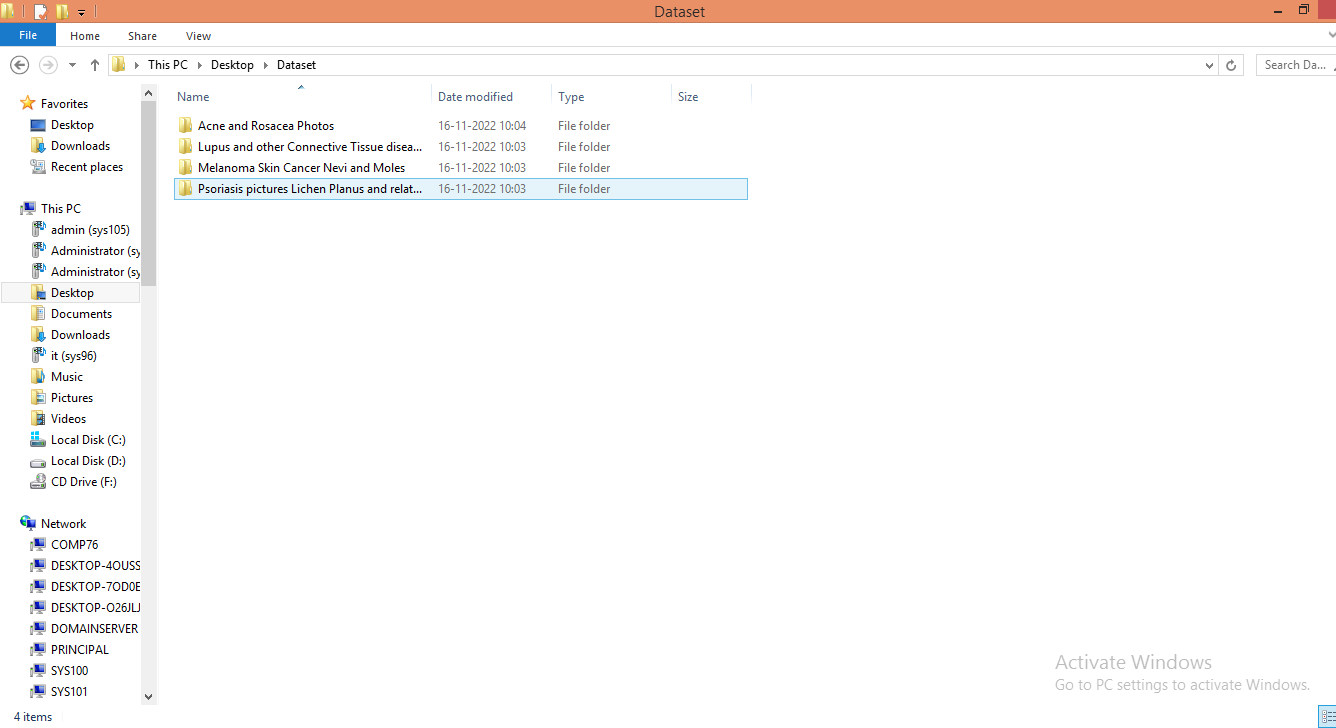 Dataset
File Home Share View
This PC Desktop Dataset
Search Da...
Name Date modified Type Size
Acne and Rosacea Photos 16-11-2022 10:04 File folder
Lupus and other Connective Tissue disea... 16-11-2022 10:03 File folder
Melanoma Skin Cancer Nevi and Moles 16-11-2022 10:03 File folder
Psoriasis pictures Lichen Planus and relat... 16-11-2022 10:03 File folder
Favorites
Desktop
Downloads
Recent places
This PC
admin (sys105)
Administrator (sy
Administrator (sy
Desktop
Documents
Downloads
it (sys96)
Music
Pictures
Videos
Local Disk (C:)
Local Disk (D:)
CD Drive (F:)
Network
COMP76
DESKTOP-4OUSS
DESKTOP-7OD0E
DESKTOP-O26JLJ
DOMAINSERVER
PRINCIPAL
SYS100
SYS101
Activate Windows
Go to PC settings to activate Windows.
4 items